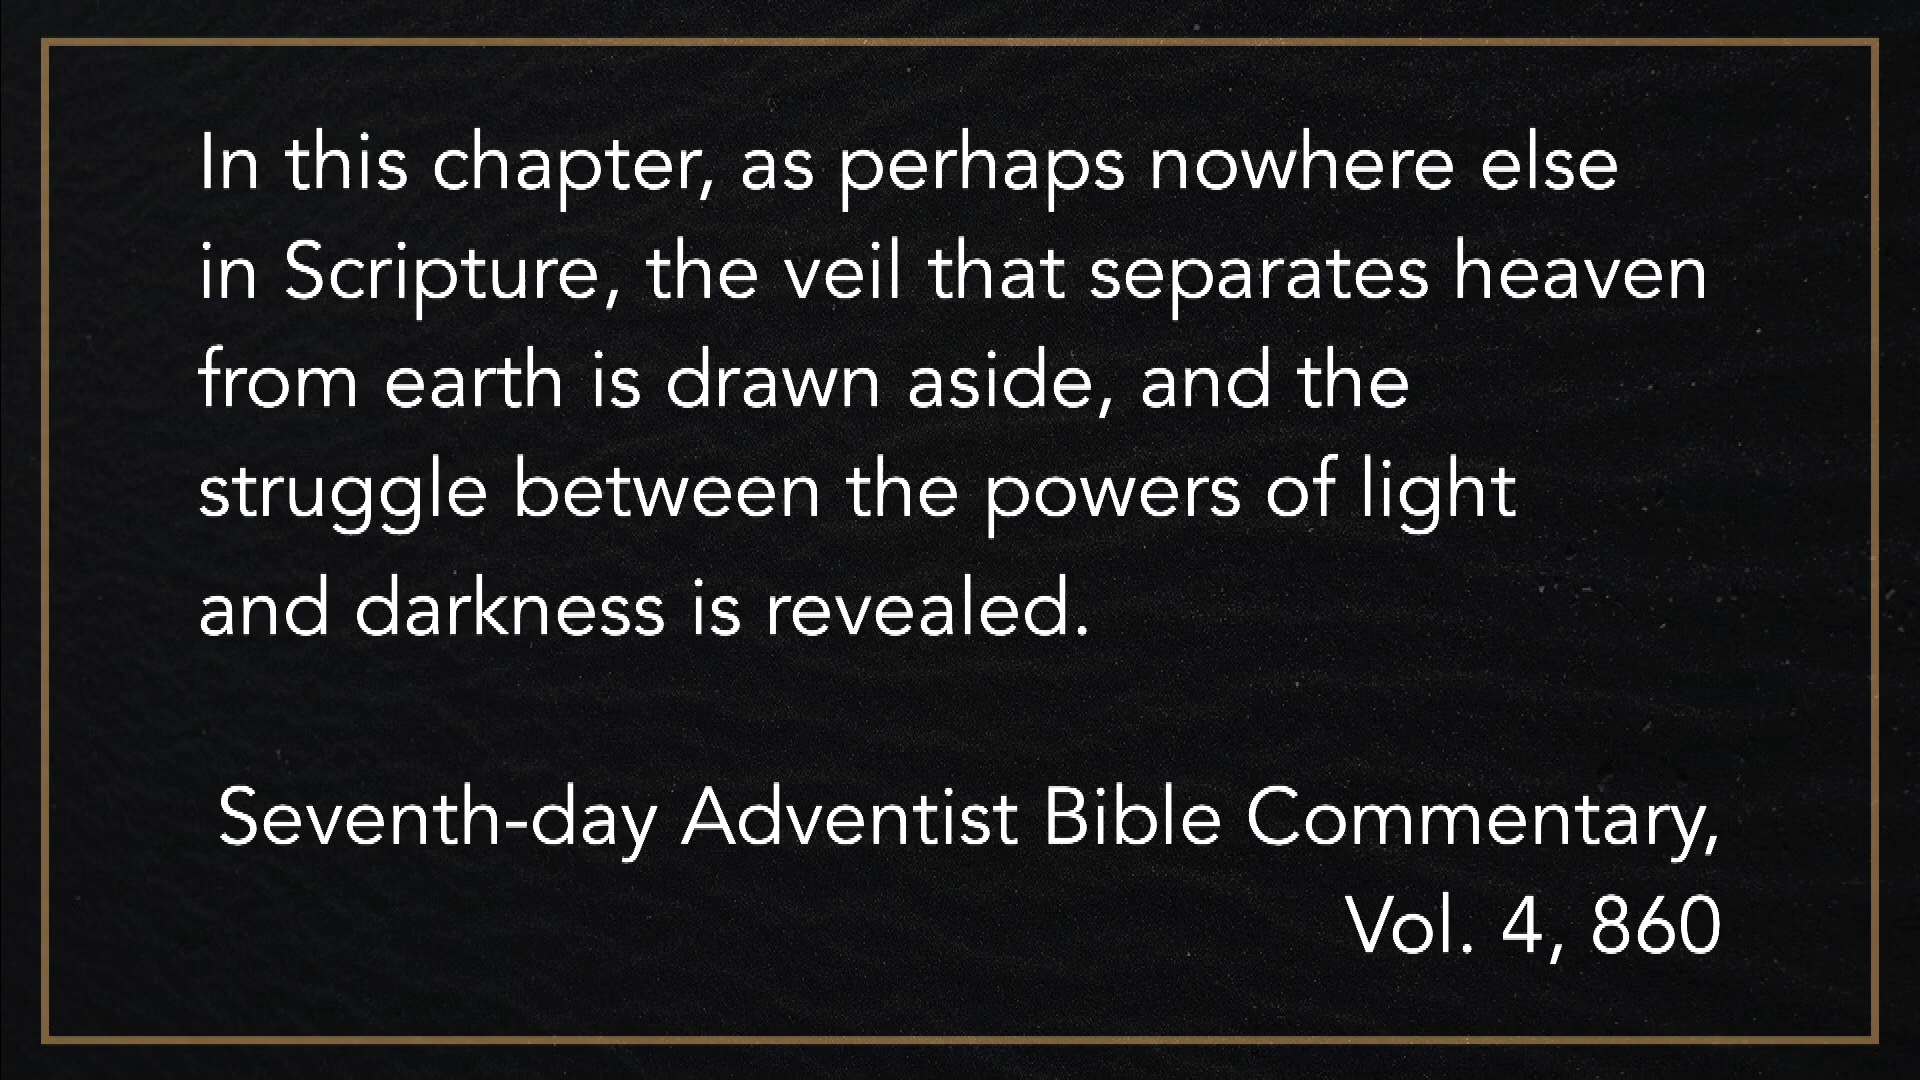 In this chapter, as perhaps nowhere else
in Scripture, the veil that separates heaven
from earth is drawn aside, and the
struggle between the powers of light
and darkness is revealed.
Seventh-day Adventist Bible Commentary,
Vol. 4, 860